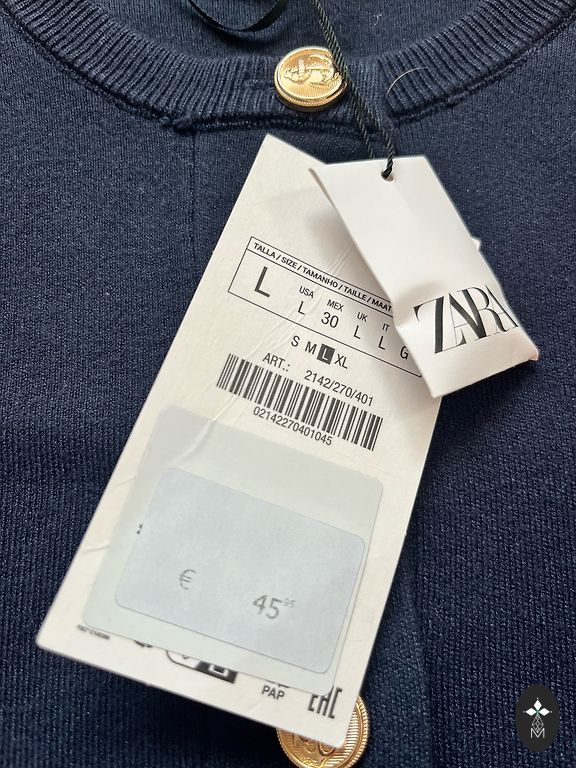 ZARA
TALLA / SIZE / TAMANHO / TAILLE / MAAT
L
USA MEX UK IT
L 30 L L G
S M L XL
ART.: 2142/270/401
02142270401045
€ 45 95
PAP
EAC
M